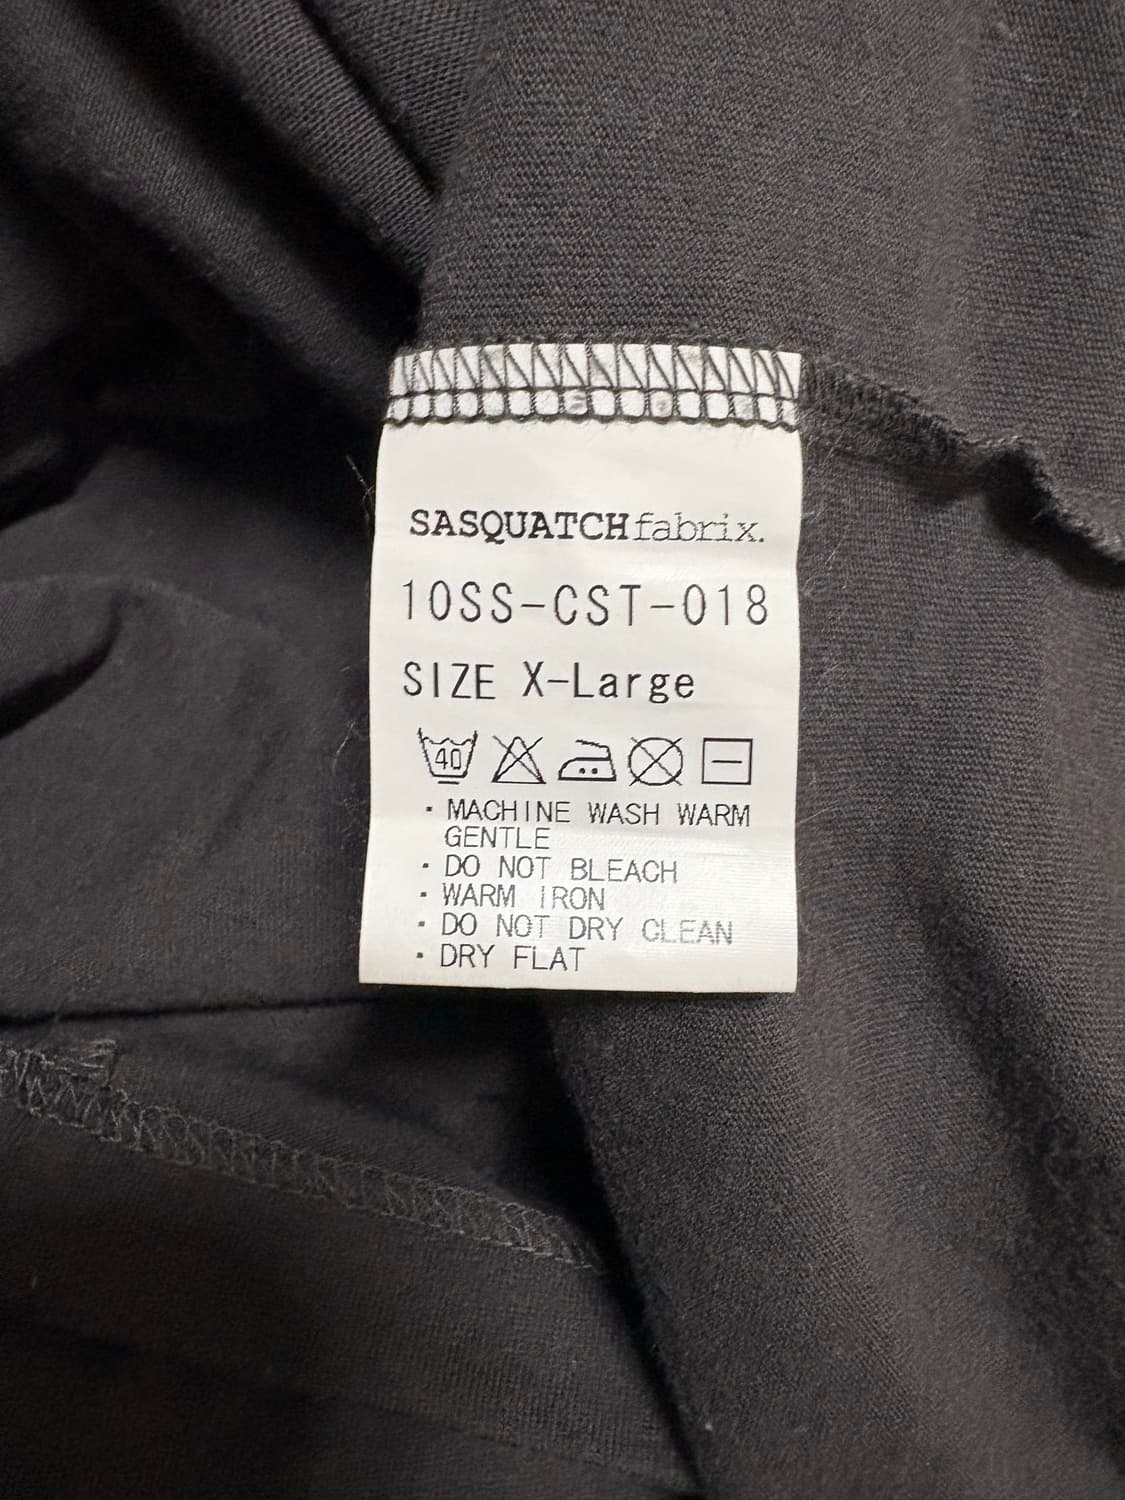 SASQUATCHfabrix.
10SS-CST-018
SIZE X-Large
40
・MACHINE WASH WARM
GENTLE
・DO NOT BLEACH
・WARM IRON
・DO NOT DRY CLEAN
・DRY FLAT